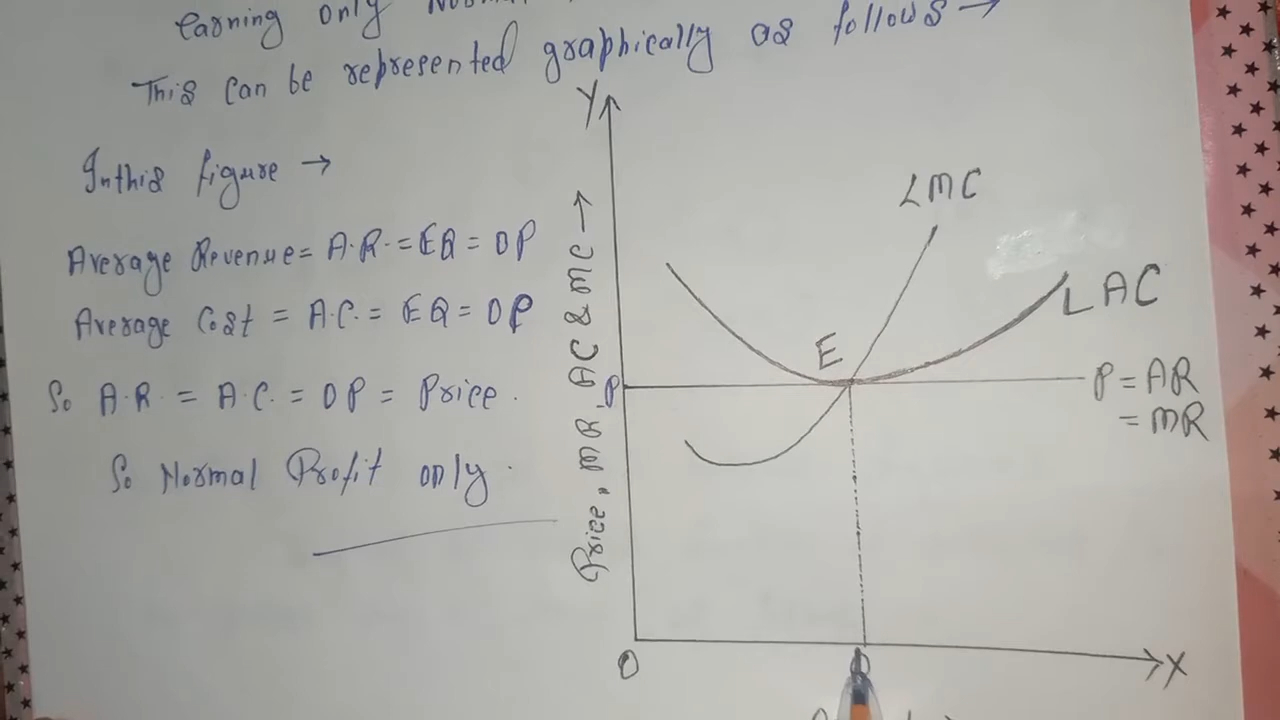 earning only
This can be represented graphically as follows →
In this figure →
Average Revenue = A.R. = EQ = OP
Average Cost = A.C. = EQ = OP
So A.R. = A.C. = OP = Price.
So Normal Profit only.
Y
Price, MR, AC & MC →
LMC
LAC
E
P
P = AR
= MR
O
X